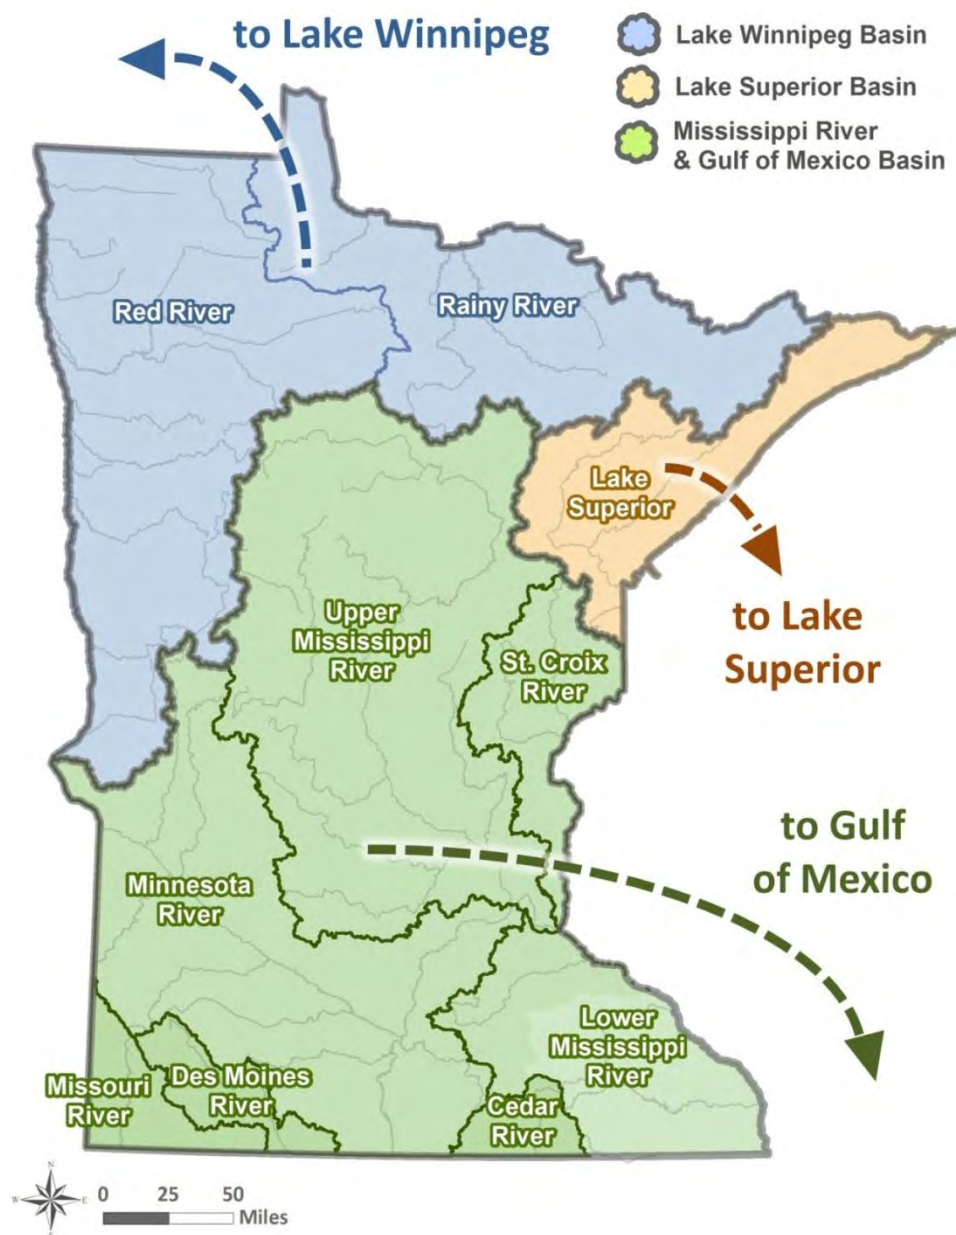 to Lake Winnipeg
Lake Winnipeg Basin
Lake Superior Basin
Mississippi River
& Gulf of Mexico Basin
Red River
Rainy River
Lake
Superior
to Lake
Superior
Upper
Mississippi
River
St. Croix
River
to Gulf
of Mexico
Minnesota
River
Lower
Mississippi
River
Missouri
River
Des Moines
River
Cedar
River
N
W
E
0 25 50
Miles